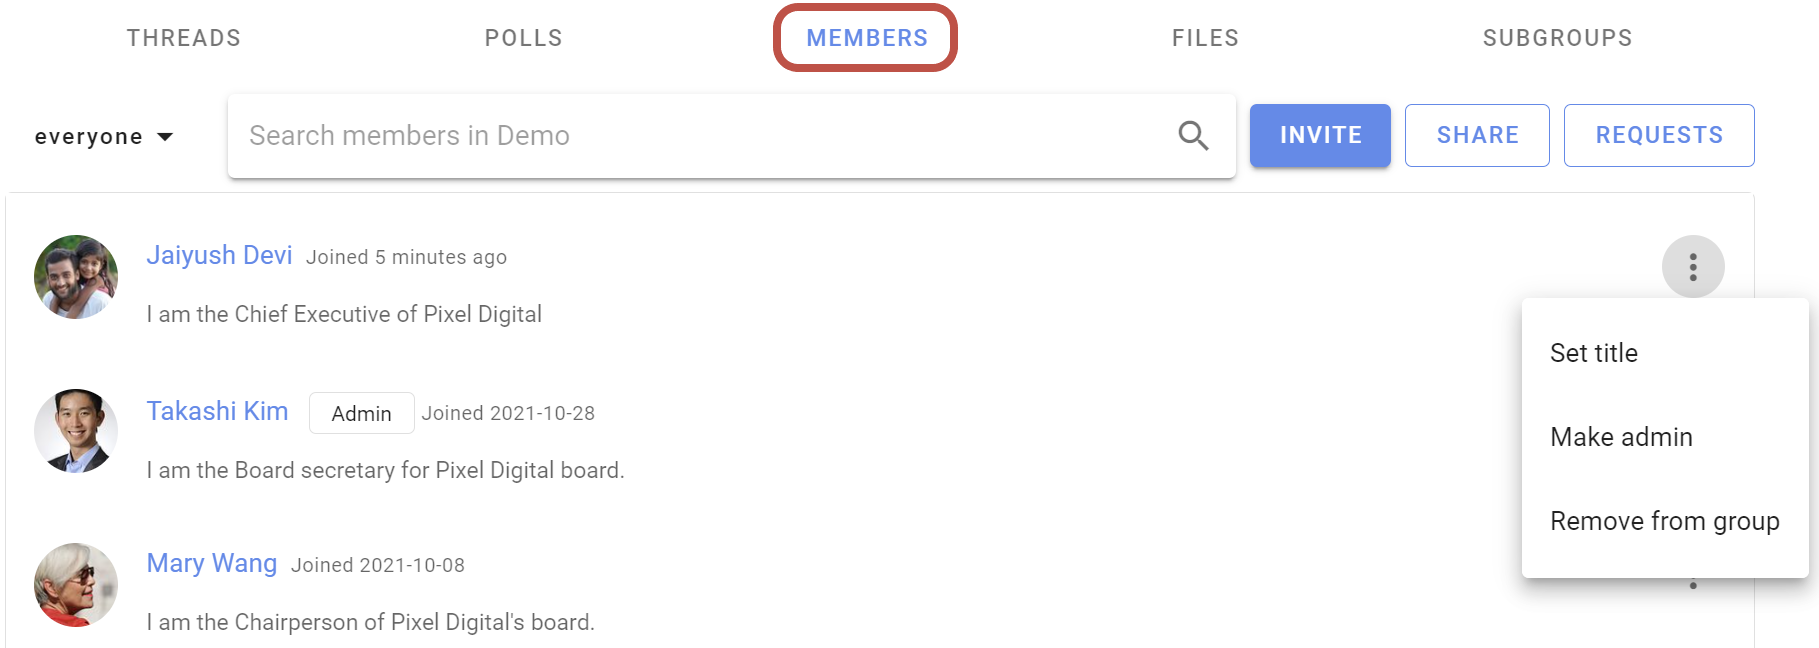 THREADS POLLS MEMBERS FILES SUBGROUPS
everyone Search members in Demo INVITE SHARE REQUESTS
Jaiyush Devi Joined 5 minutes ago
I am the Chief Executive of Pixel Digital
Set title
Make admin
Remove from group
Takashi Kim Admin Joined 2021-10-28
I am the Board secretary for Pixel Digital board.
Mary Wang Joined 2021-10-08
I am the Chairperson of Pixel Digital's board.